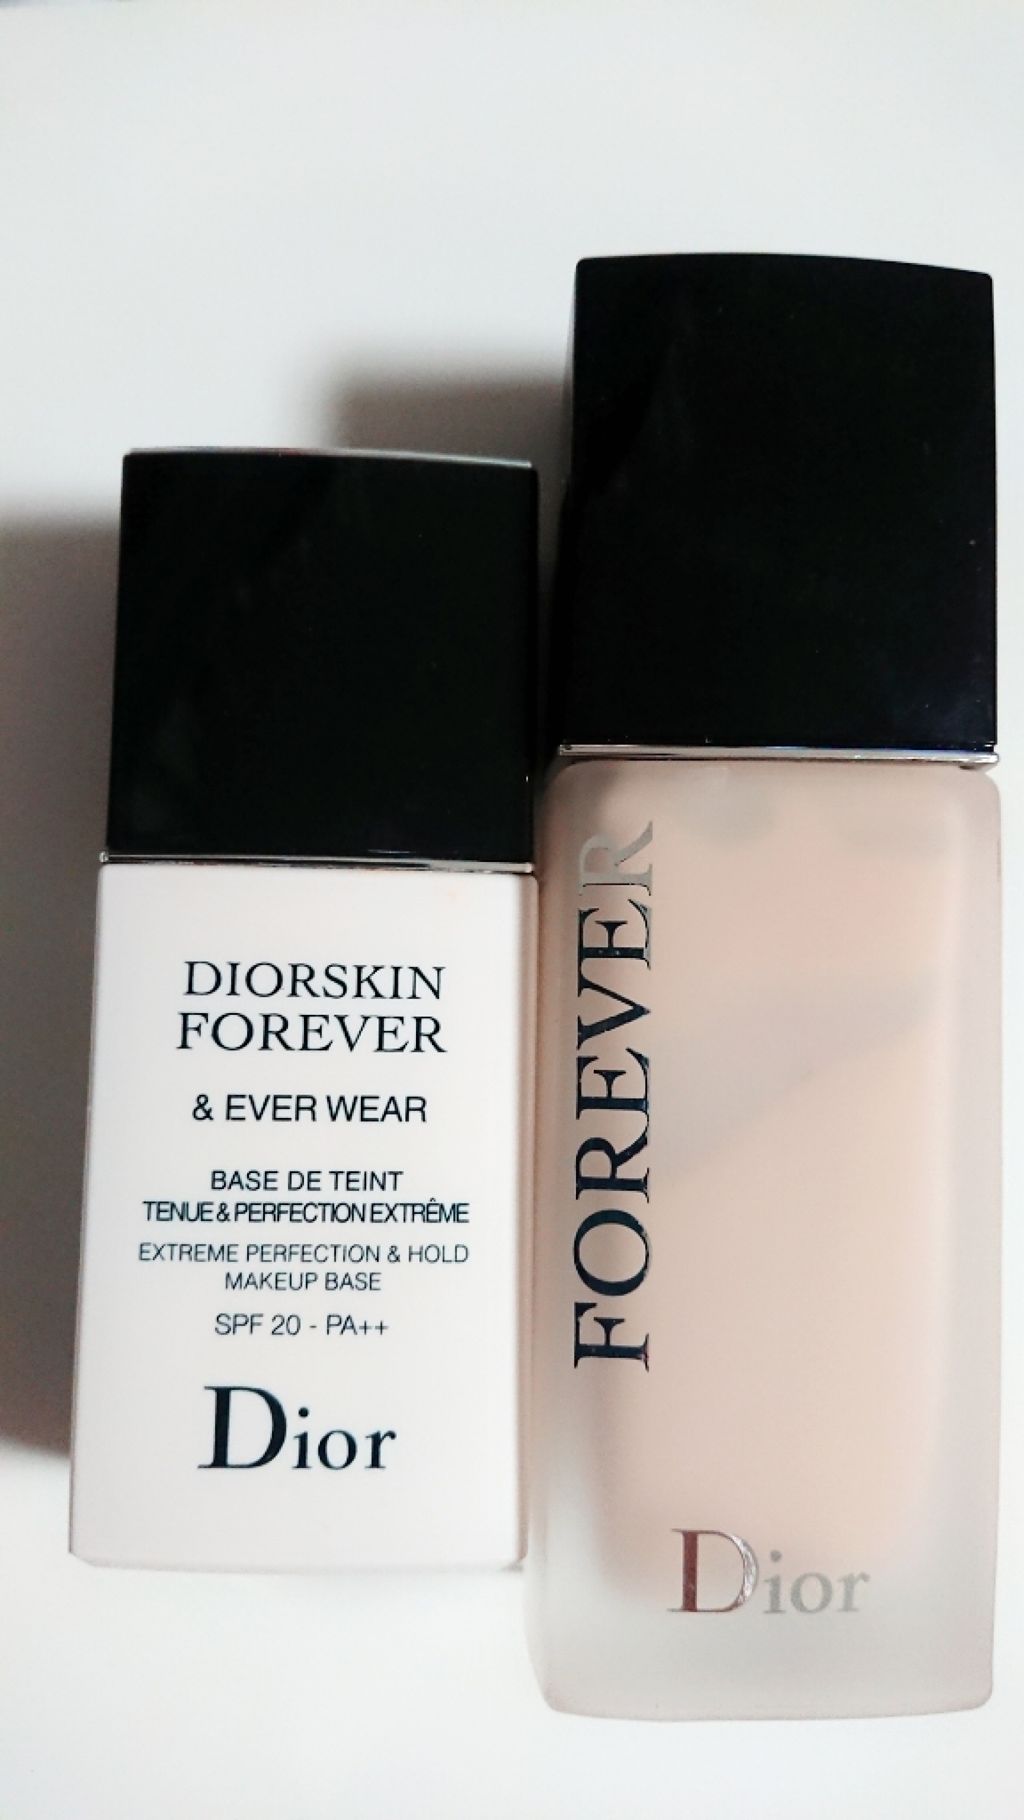 DIORSKIN
FOREVER
& EVER WEAR
BASE DE TEINT
TENUE & PERFECTION EXTRÊME
EXTREME PERFECTION & HOLD
MAKEUP BASE
SPF 20 - PA++
Dior
FOREVER
Dior